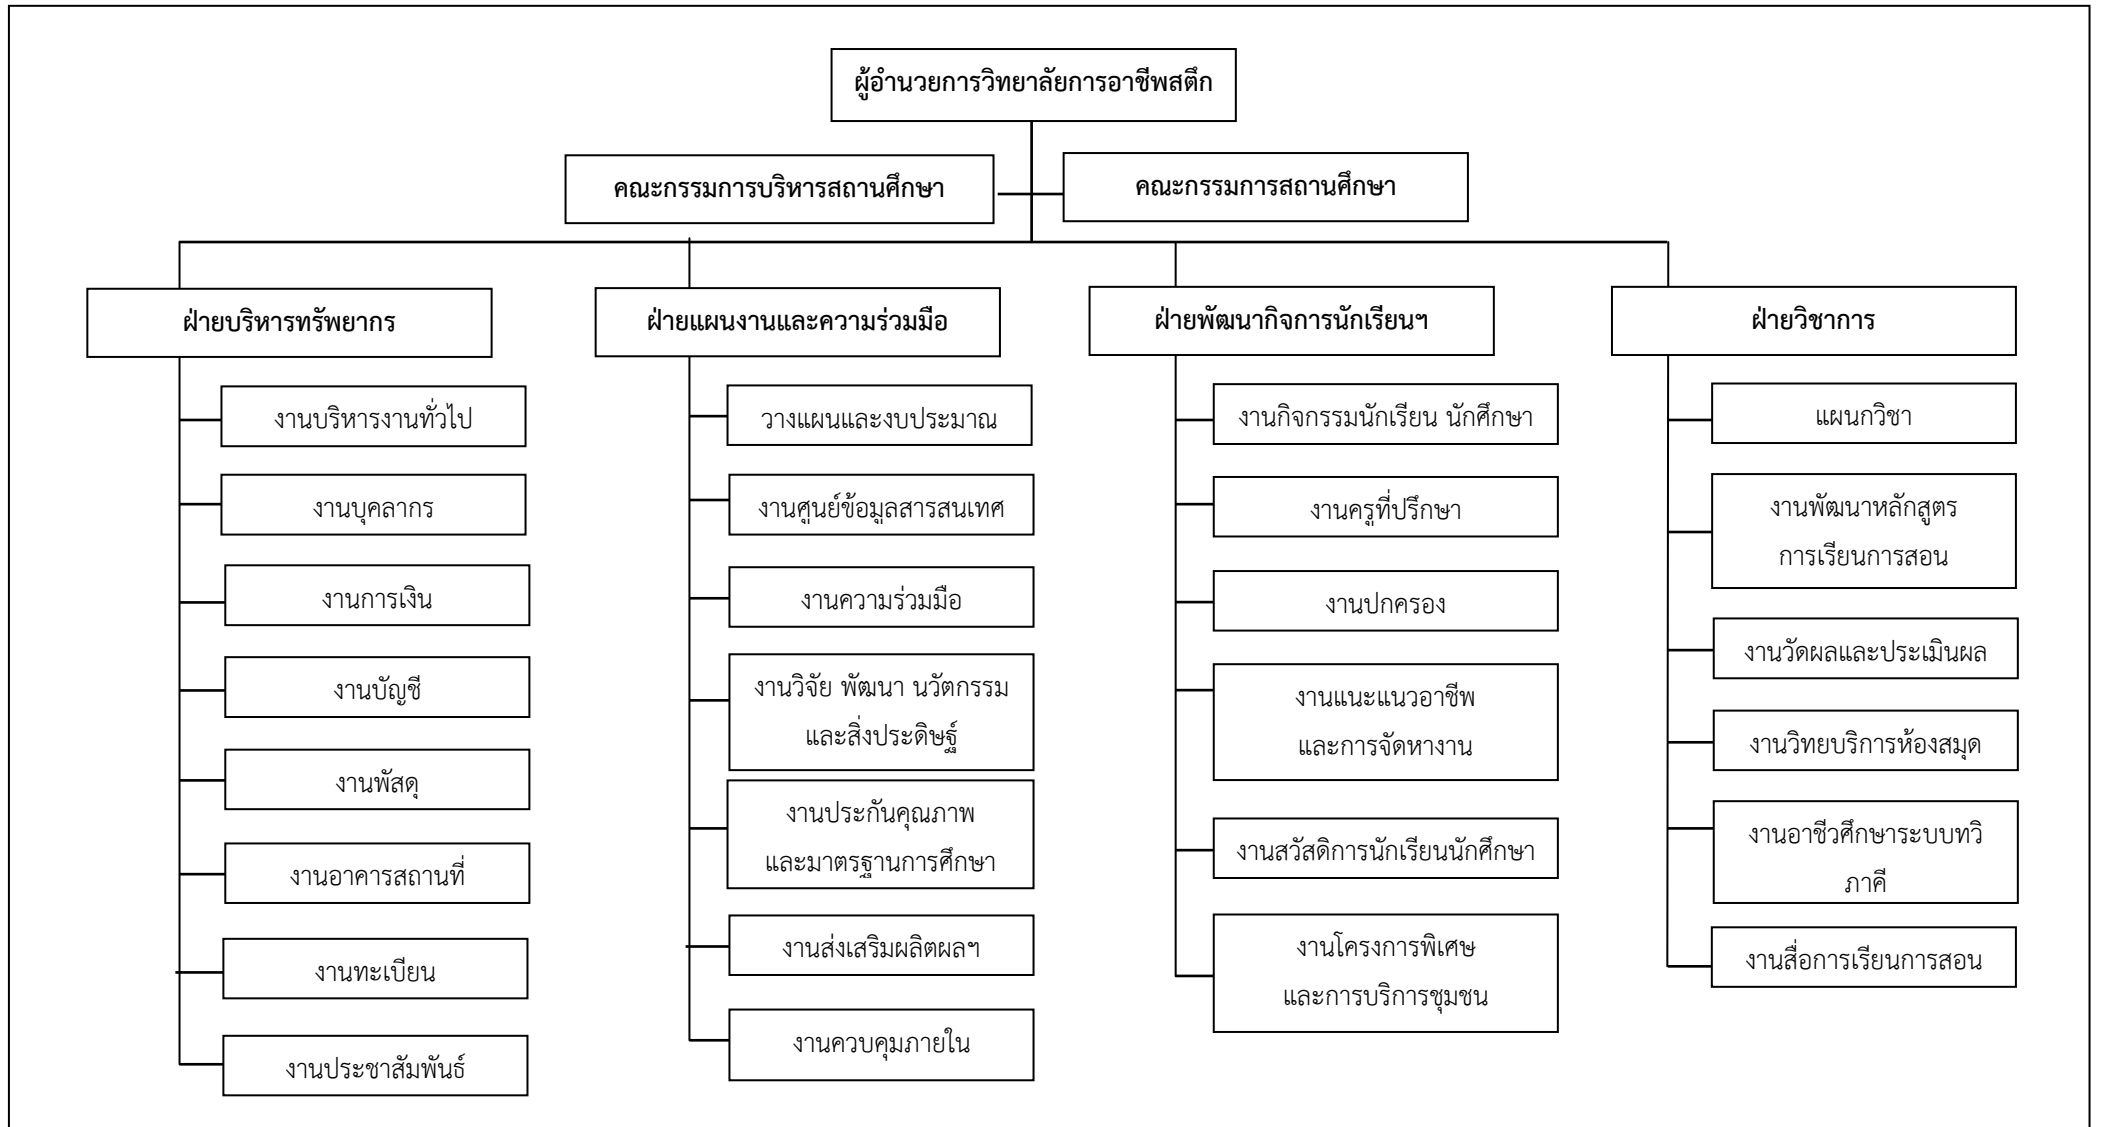 ผู้อำนวยการวิทยาลัยการอาชีพสตึก
คณะกรรมการบริหารสถานศึกษา
คณะกรรมการสถานศึกษา
ฝ่ายบริหารทรัพยากร
งานบริหารงานทั่วไป
งานบุคลากร
งานการเงิน
งานบัญชี
งานพัสดุ
งานอาคารสถานที่
งานทะเบียน
งานประชาสัมพันธ์
ฝ่ายแผนงานและความร่วมมือ
วางแผนและงบประมาณ
งานศูนย์ข้อมูลสารสนเทศ
งานความร่วมมือ
งานวิจัย พัฒนา นวัตกรรม
และสิ่งประดิษฐ์
งานประกันคุณภาพ
และมาตรฐานการศึกษา
งานส่งเสริมผลิตผลฯ
งานควบคุมภายใน
ฝ่ายพัฒนากิจการนักเรียนฯ
งานกิจกรรมนักเรียน นักศึกษา
งานครูที่ปรึกษา
งานปกครอง
งานแนะแนวอาชีพ
และการจัดหางาน
งานสวัสดิการนักเรียนนักศึกษา
งานโครงการพิเศษ
และการบริการชุมชน
ฝ่ายวิชาการ
แผนกวิชา
งานพัฒนาหลักสูตร
การเรียนการสอน
งานวัดผลและประเมินผล
งานวิทยบริการห้องสมุด
งานอาชีวศึกษาระบบทวิ
ภาคี
งานสื่อการเรียนการสอน